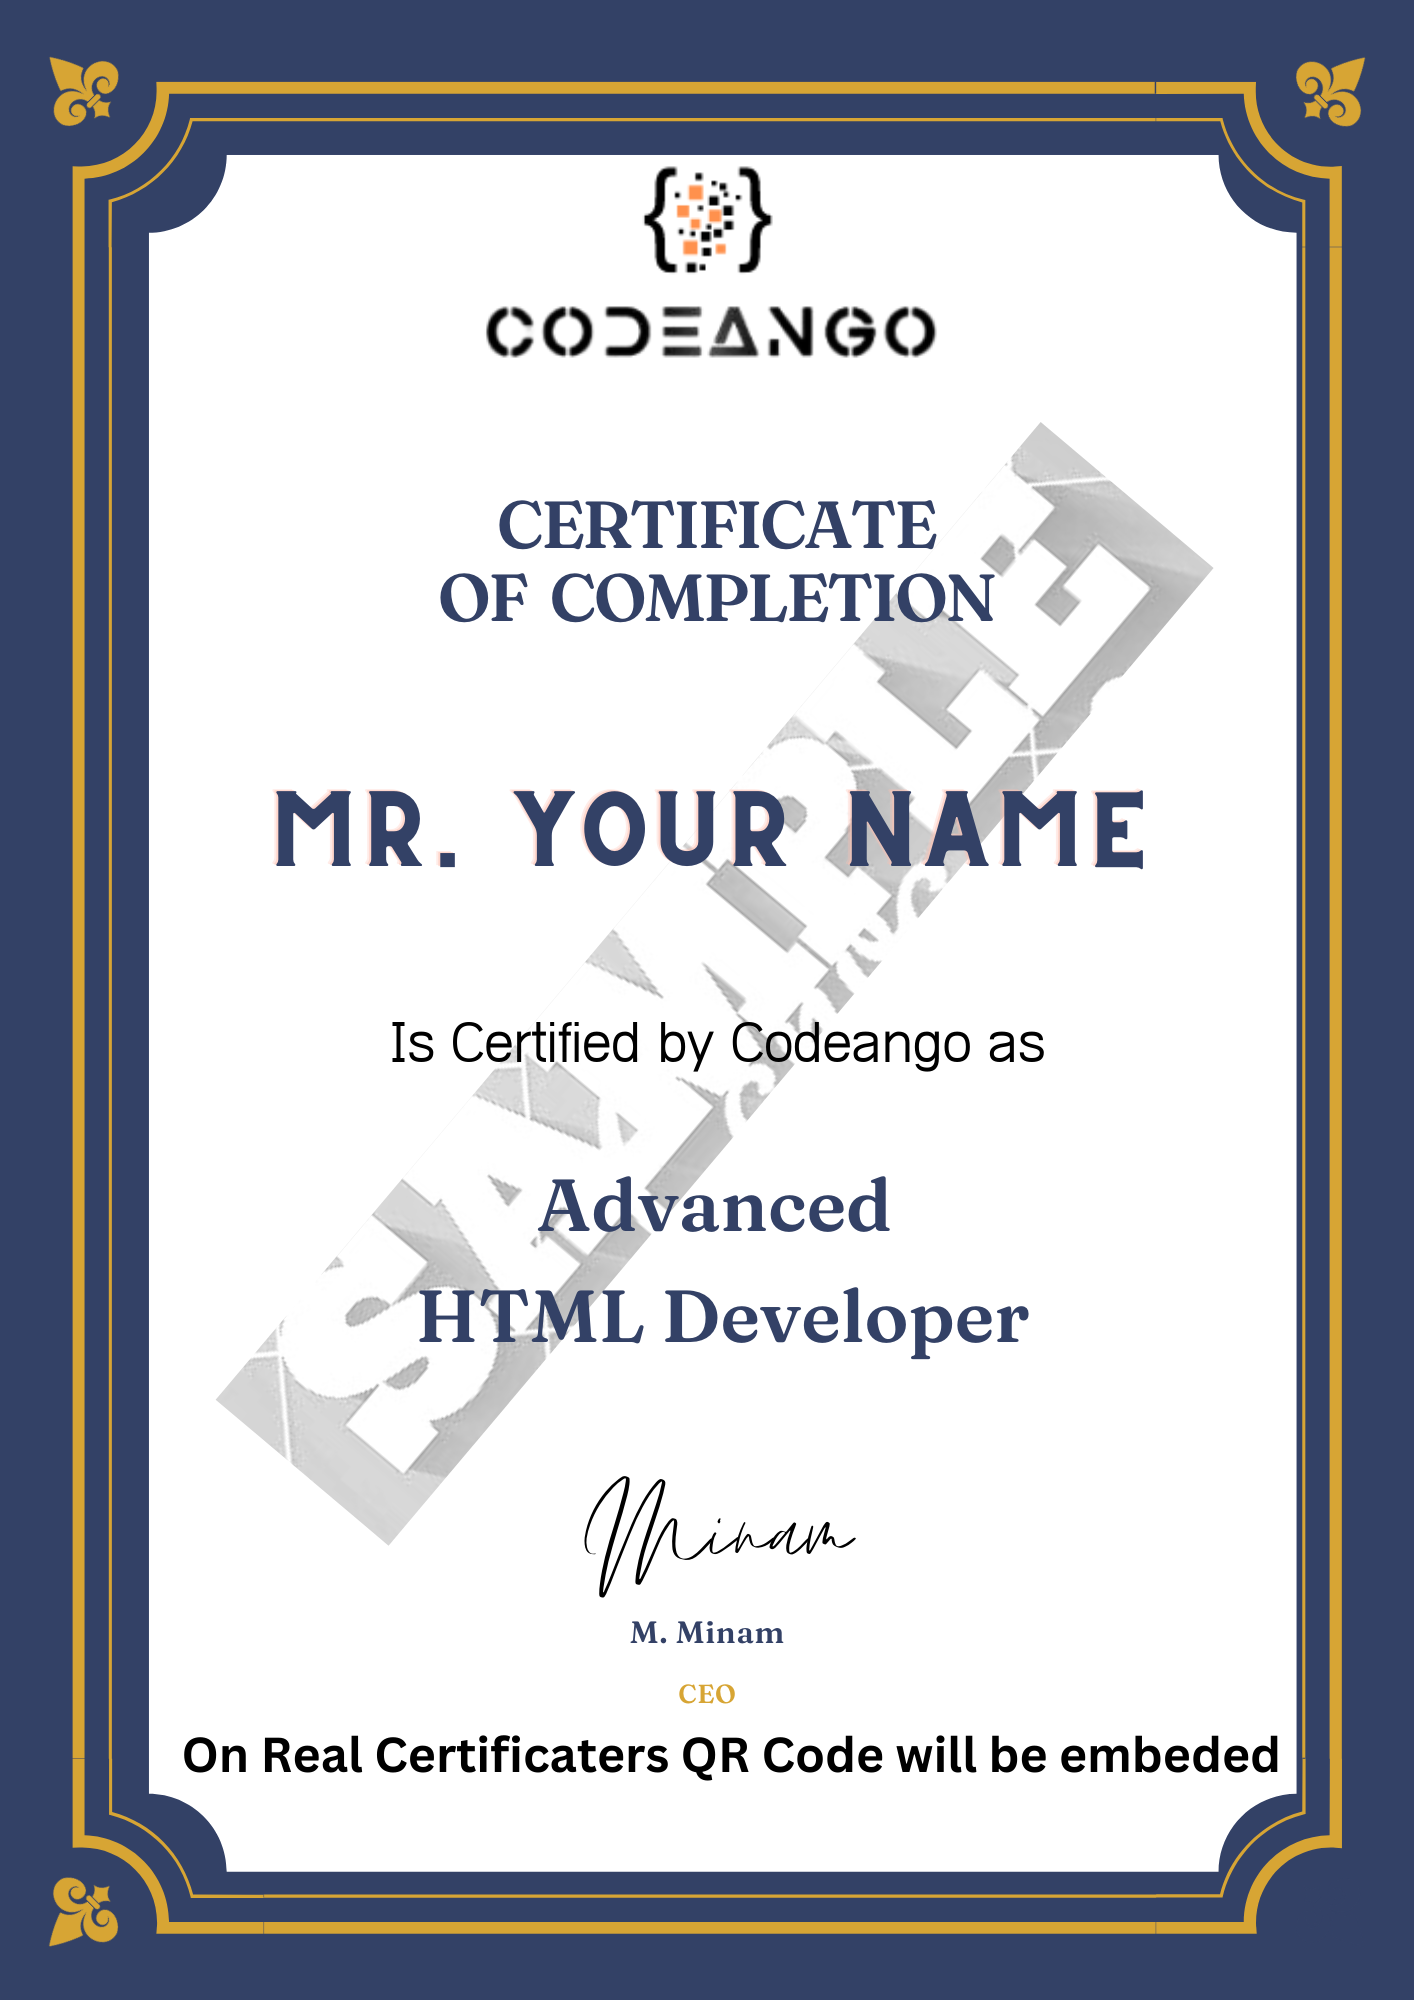 CODEANGO
CERTIFICATE
OF COMPLETION
MR. YOUR NAME
Is Certified by Codeango as
Advanced
HTML Developer
SAMPLE
Minam
M. Minam
CEO
On Real Certificaters QR Code will be embeded